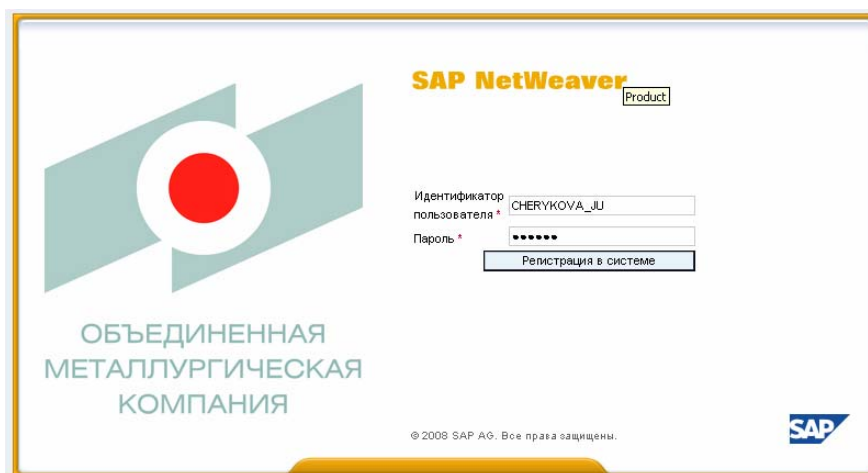 SAP NetWeaver
Product
Идентификатор
пользователя *
CHERYKOVA_JU
Пароль *
••••••
Регистрация в системе
ОБЪЕДИНЕННАЯ
МЕТАЛЛУРГИЧЕСКАЯ
КОМПАНИЯ
© 2008 SAP AG. Все права защищены.
SAP